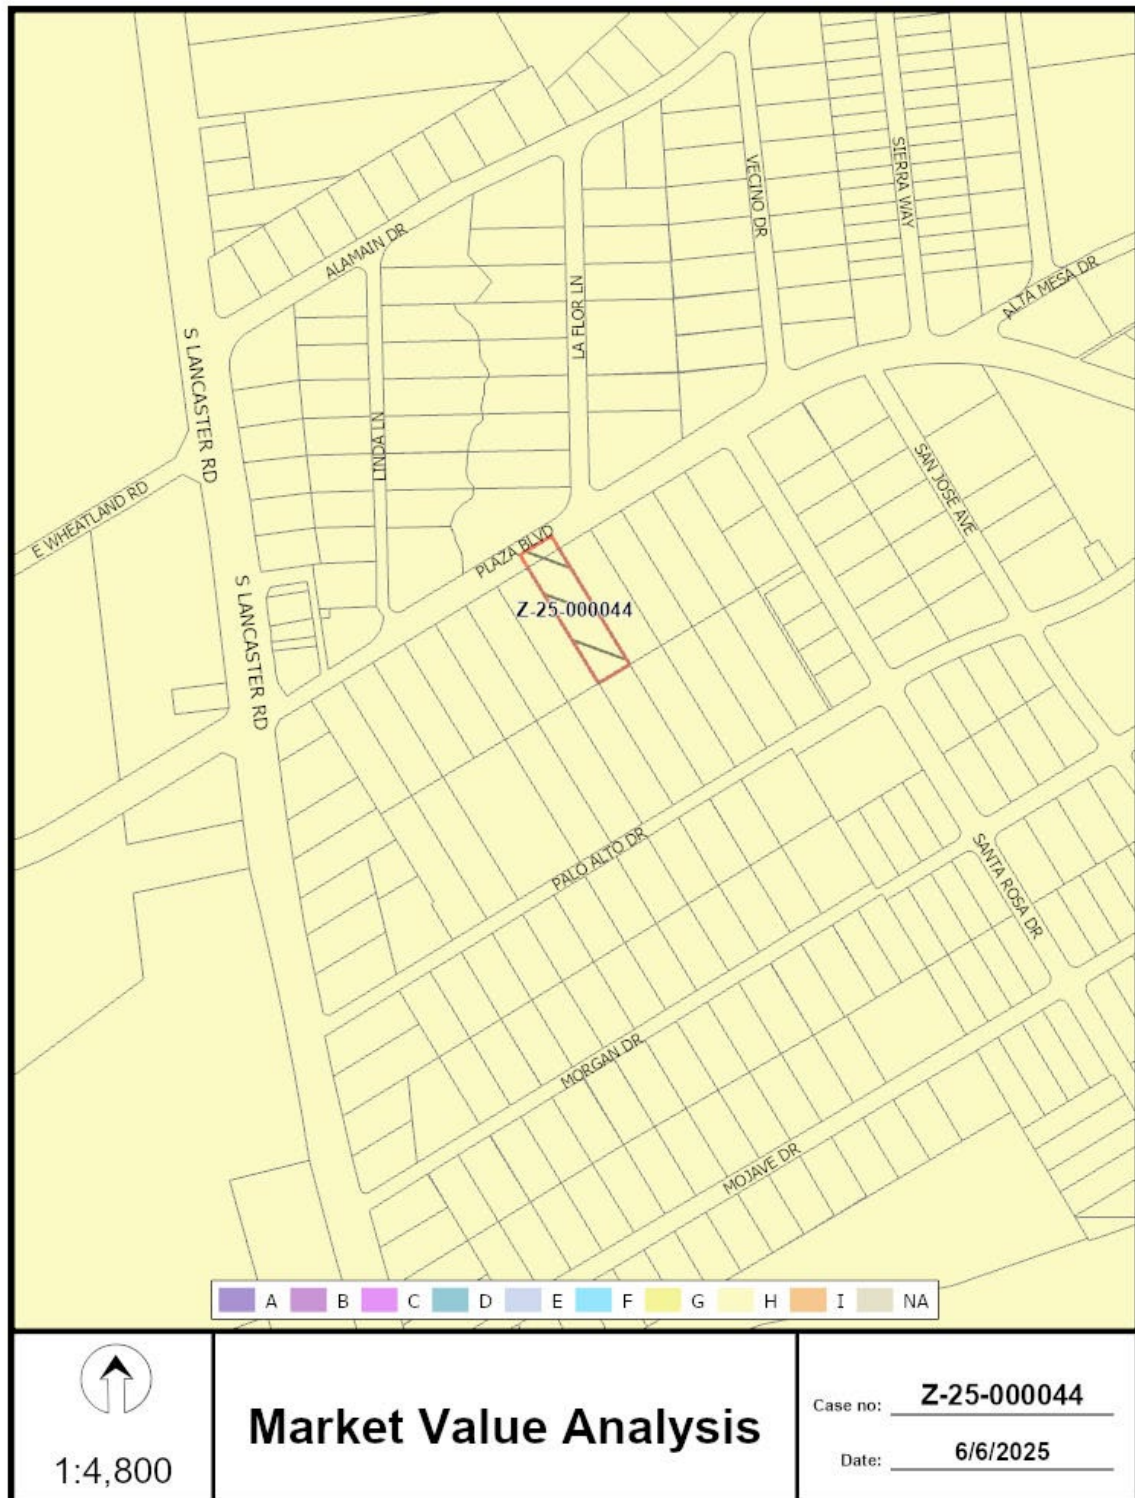 SIERRA WAY
VECINO DR
ALAMAIN DR
ALTA MESA DR
LA FLOR LN
S LANCASTER RD
LINDA LN
SAN JOSE AVE
E WHEATLAND RD
PLAZA BLVD
S LANCASTER RD
Z-25-000044
PALO ALTO DR
SANTA ROSA DR
MORGAN DR
MOJAVE DR
A B C D E F G H I NA
1:4,800
Market Value Analysis
Case no: Z-25-000044
Date: 6/6/2025